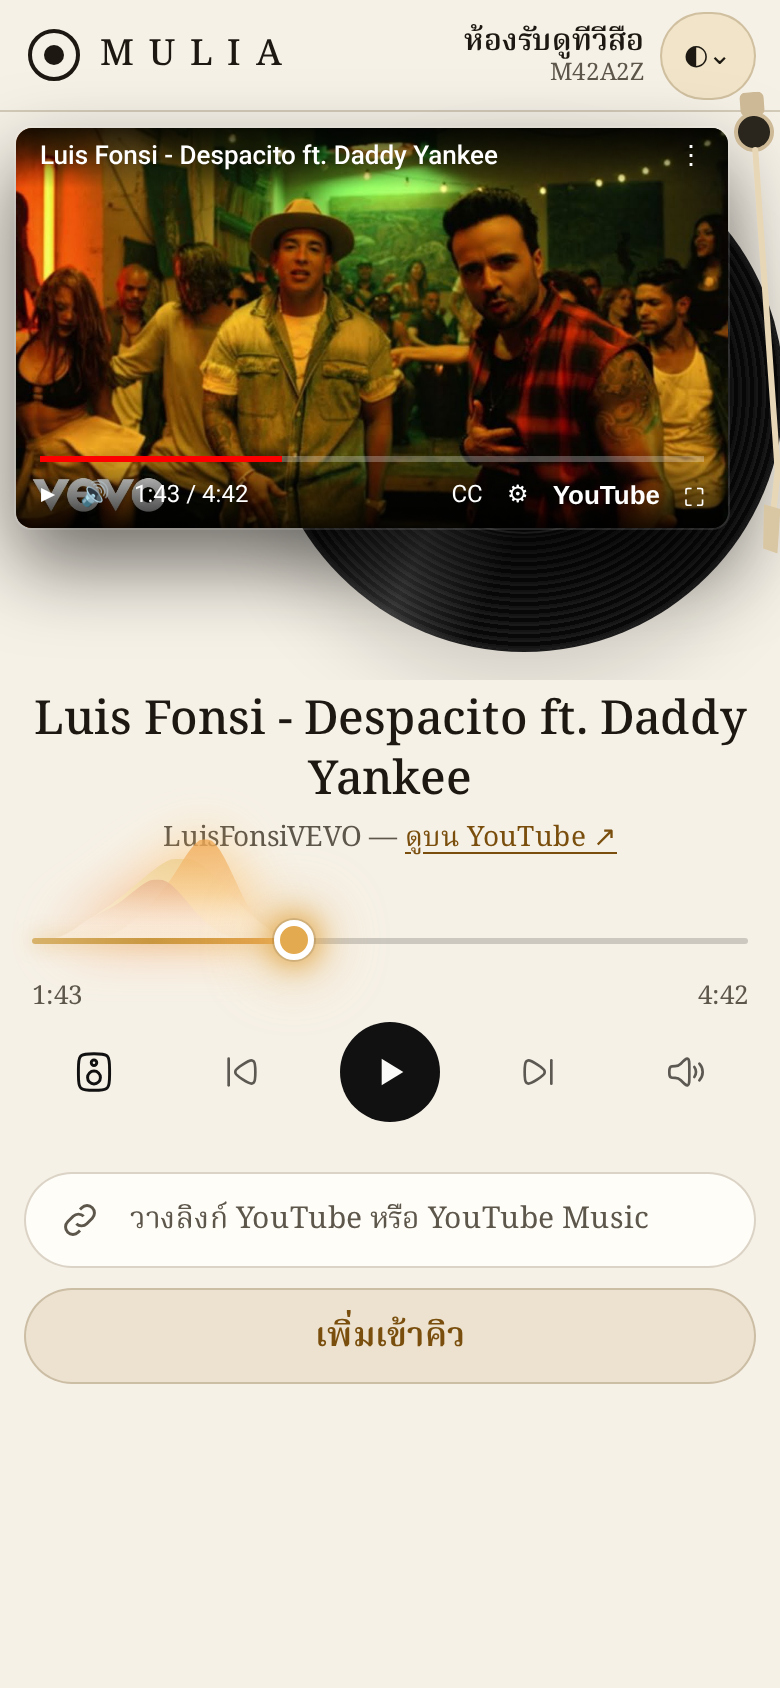 MULIA
ห้องรับดูทีวีสือ
M42A2Z
Luis Fonsi - Despacito ft. Daddy Yankee
vevo
1:43 / 4:42
CC
YouTube
Luis Fonsi - Despacito ft. Daddy
Yankee
LuisFonsiVEVO — ดูบน YouTube ↗
1:43
4:42
วางลิงก์ YouTube หรือ YouTube Music
เพิ่มเข้าคิว